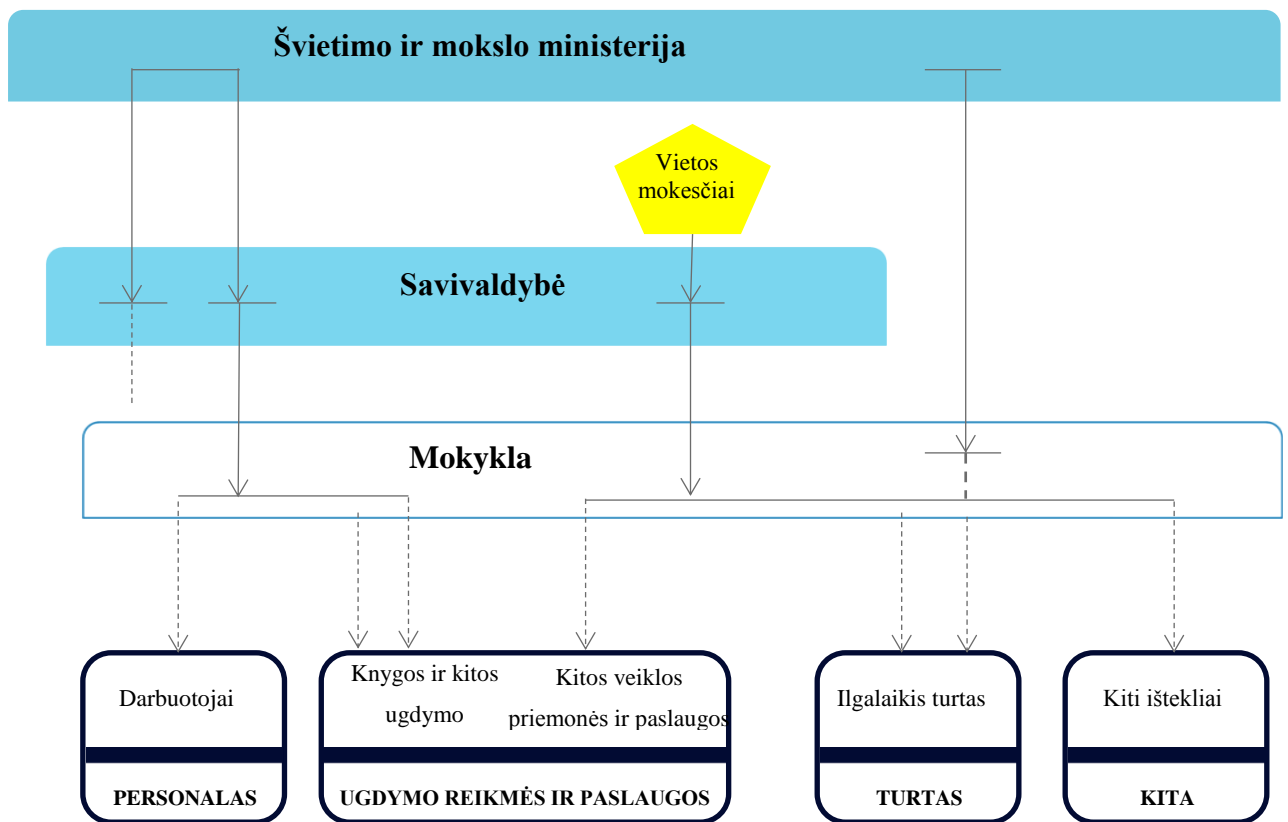 Švietimo ir mokslo ministerija
Vietos
mokesčiai
Savivaldybė
Mokykla
Darbuotojai
Knygos ir kitos
ugdymo
Kitos veiklos
priemonės ir paslaugos
Ilgalaikis turtas
Kiti ištekliai
PERSONALAS
UGDYMO REIKMĖS IR PASLAUGOS
TURTAS
KITA